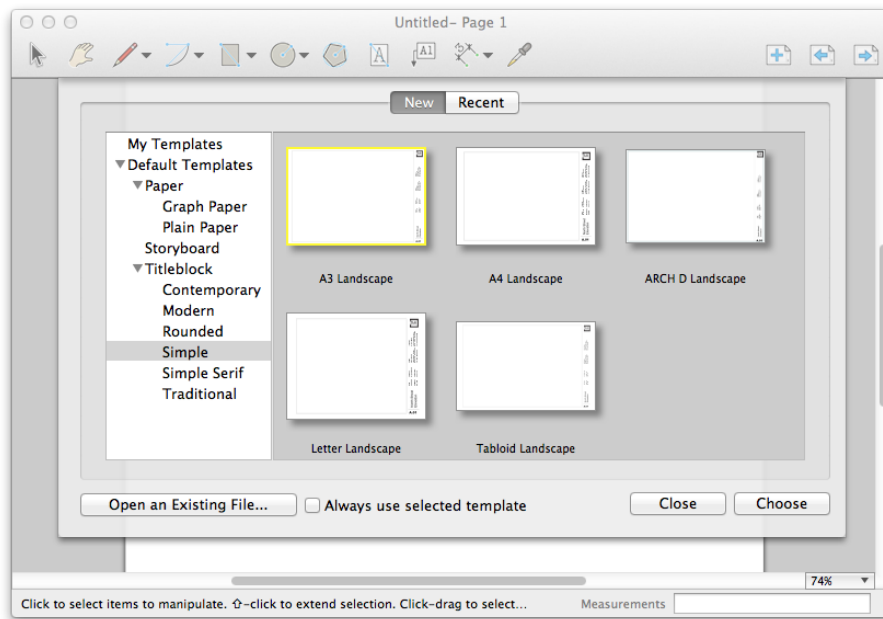 Untitled– Page 1
A
A1
New Recent
My Templates
Default Templates
Paper
Graph Paper
Plain Paper
Storyboard
Titleblock
Contemporary
Modern
Rounded
Simple
Simple Serif
Traditional
A3 Landscape A4 Landscape ARCH D Landscape
Letter Landscape Tabloid Landscape
Open an Existing File... Always use selected template Close Choose
74%
Click to select items to manipulate. ⇧–click to extend selection. Click-drag to select... Measurements